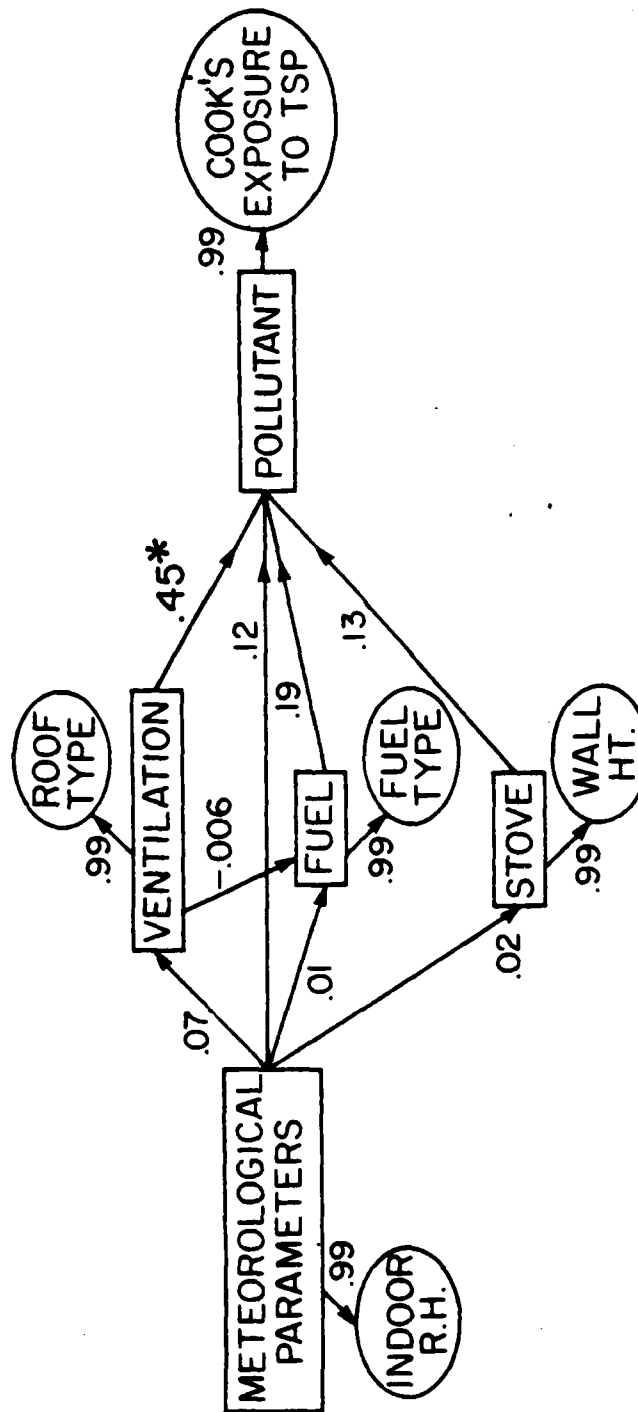 METEOROLOGICAL
PARAMETERS
.99
INDOOR
R.H.
.07
.01
.02
ROOF
TYPE
.99
VENTILATION
-.006
FUEL
.99
FUEL
TYPE
STOVE
.99
WALL
HT.
.45*
.12
.19
.13
POLLUTANT
.99
COOK'S
EXPOSURE
TO TSP